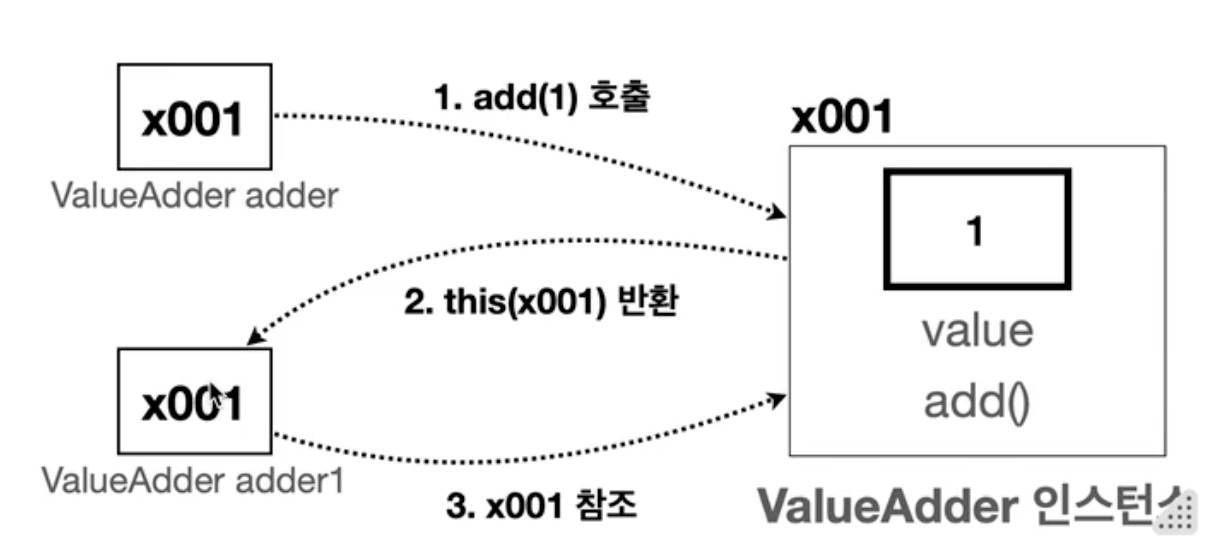 x001
ValueAdder adder
1. add(1) 호출
x001
1
value
add()
2. this(x001) 반환
x001
ValueAdder adder1
3. x001 참조
ValueAdder 인스턴스